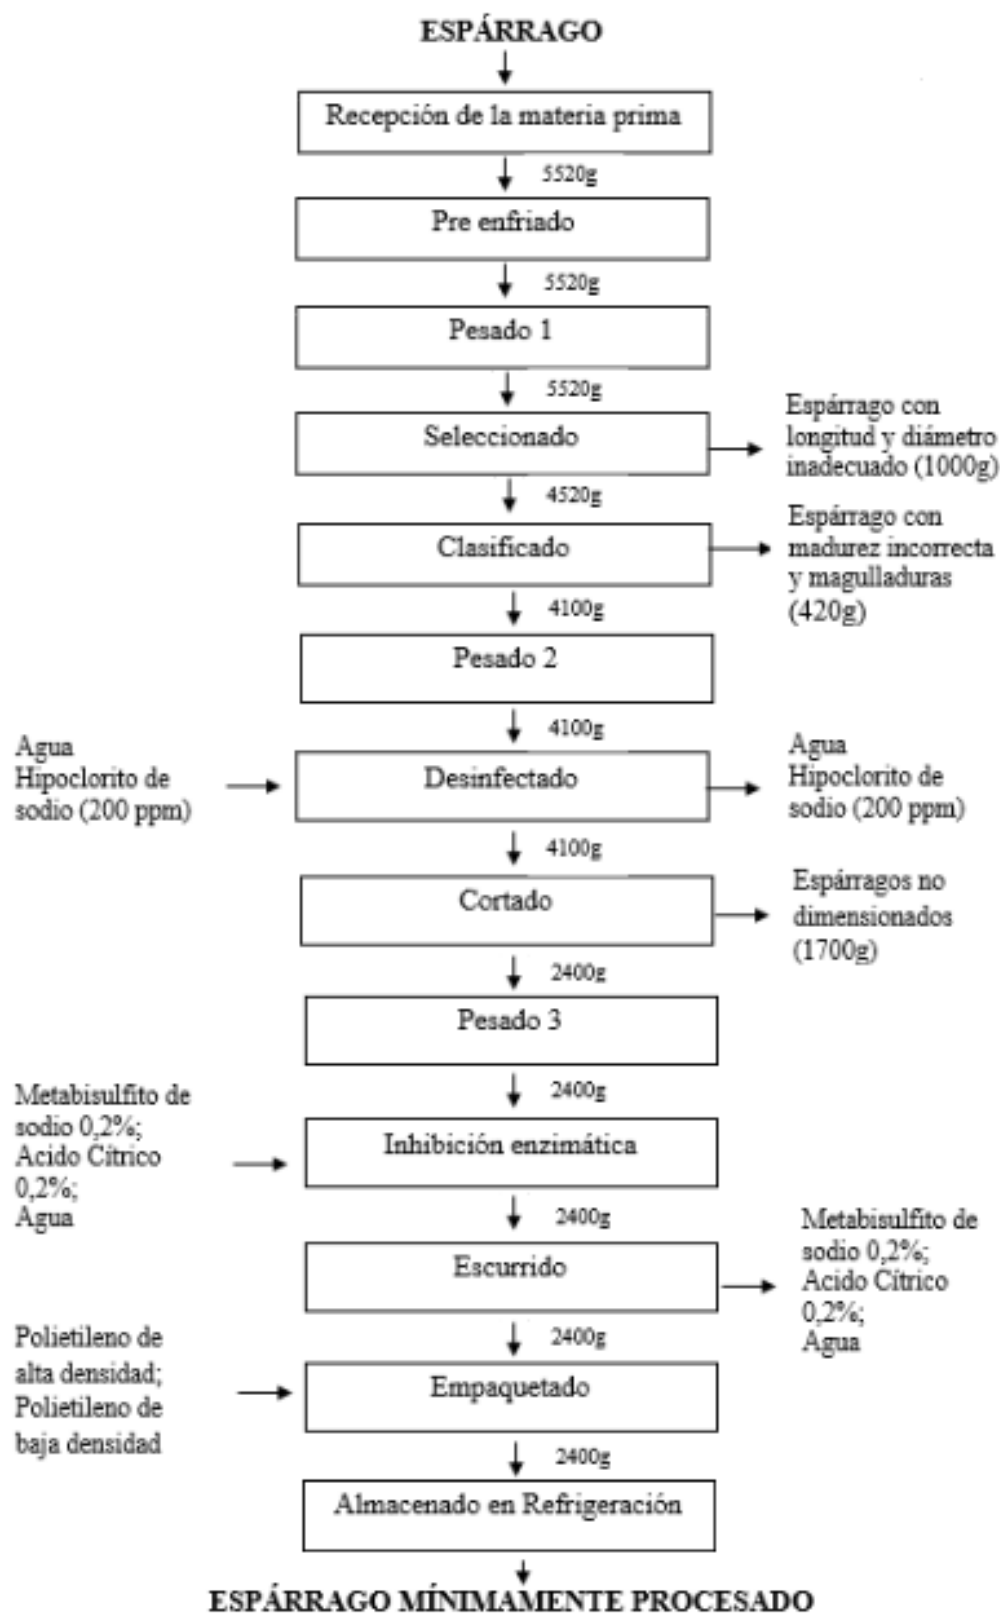 ESPÁRRAGO
Recepción de la materia prima
5520g
Pre enfriado
5520g
Pesado 1
5520g
Seleccionado
Espárrago con
longitud y diámetro
inadecuado (1000g)
4520g
Clasificado
Espárrago con
madurez incorrecta
y magulladuras
(420g)
4100g
Pesado 2
4100g
Agua
Hipoclorito de
sodio (200 ppm)
Desinfectado
Agua
Hipoclorito de
sodio (200 ppm)
4100g
Cortado
Espárragos no
dimensionados
(1700g)
2400g
Pesado 3
2400g
Metabisulfito de
sodio 0,2%;
Acido Cítrico
0,2%;
Agua
Inhibición enzimática
2400g
Escurrido
Metabisulfito de
sodio 0,2%;
Acido Cítrico
0,2%;
Agua
2400g
Polietileno de
alta densidad;
Polietileno de
baja densidad
Empaquetado
2400g
Almacenado en Refrigeración
ESPÁRRAGO MÍNIMAMENTE PROCESADO